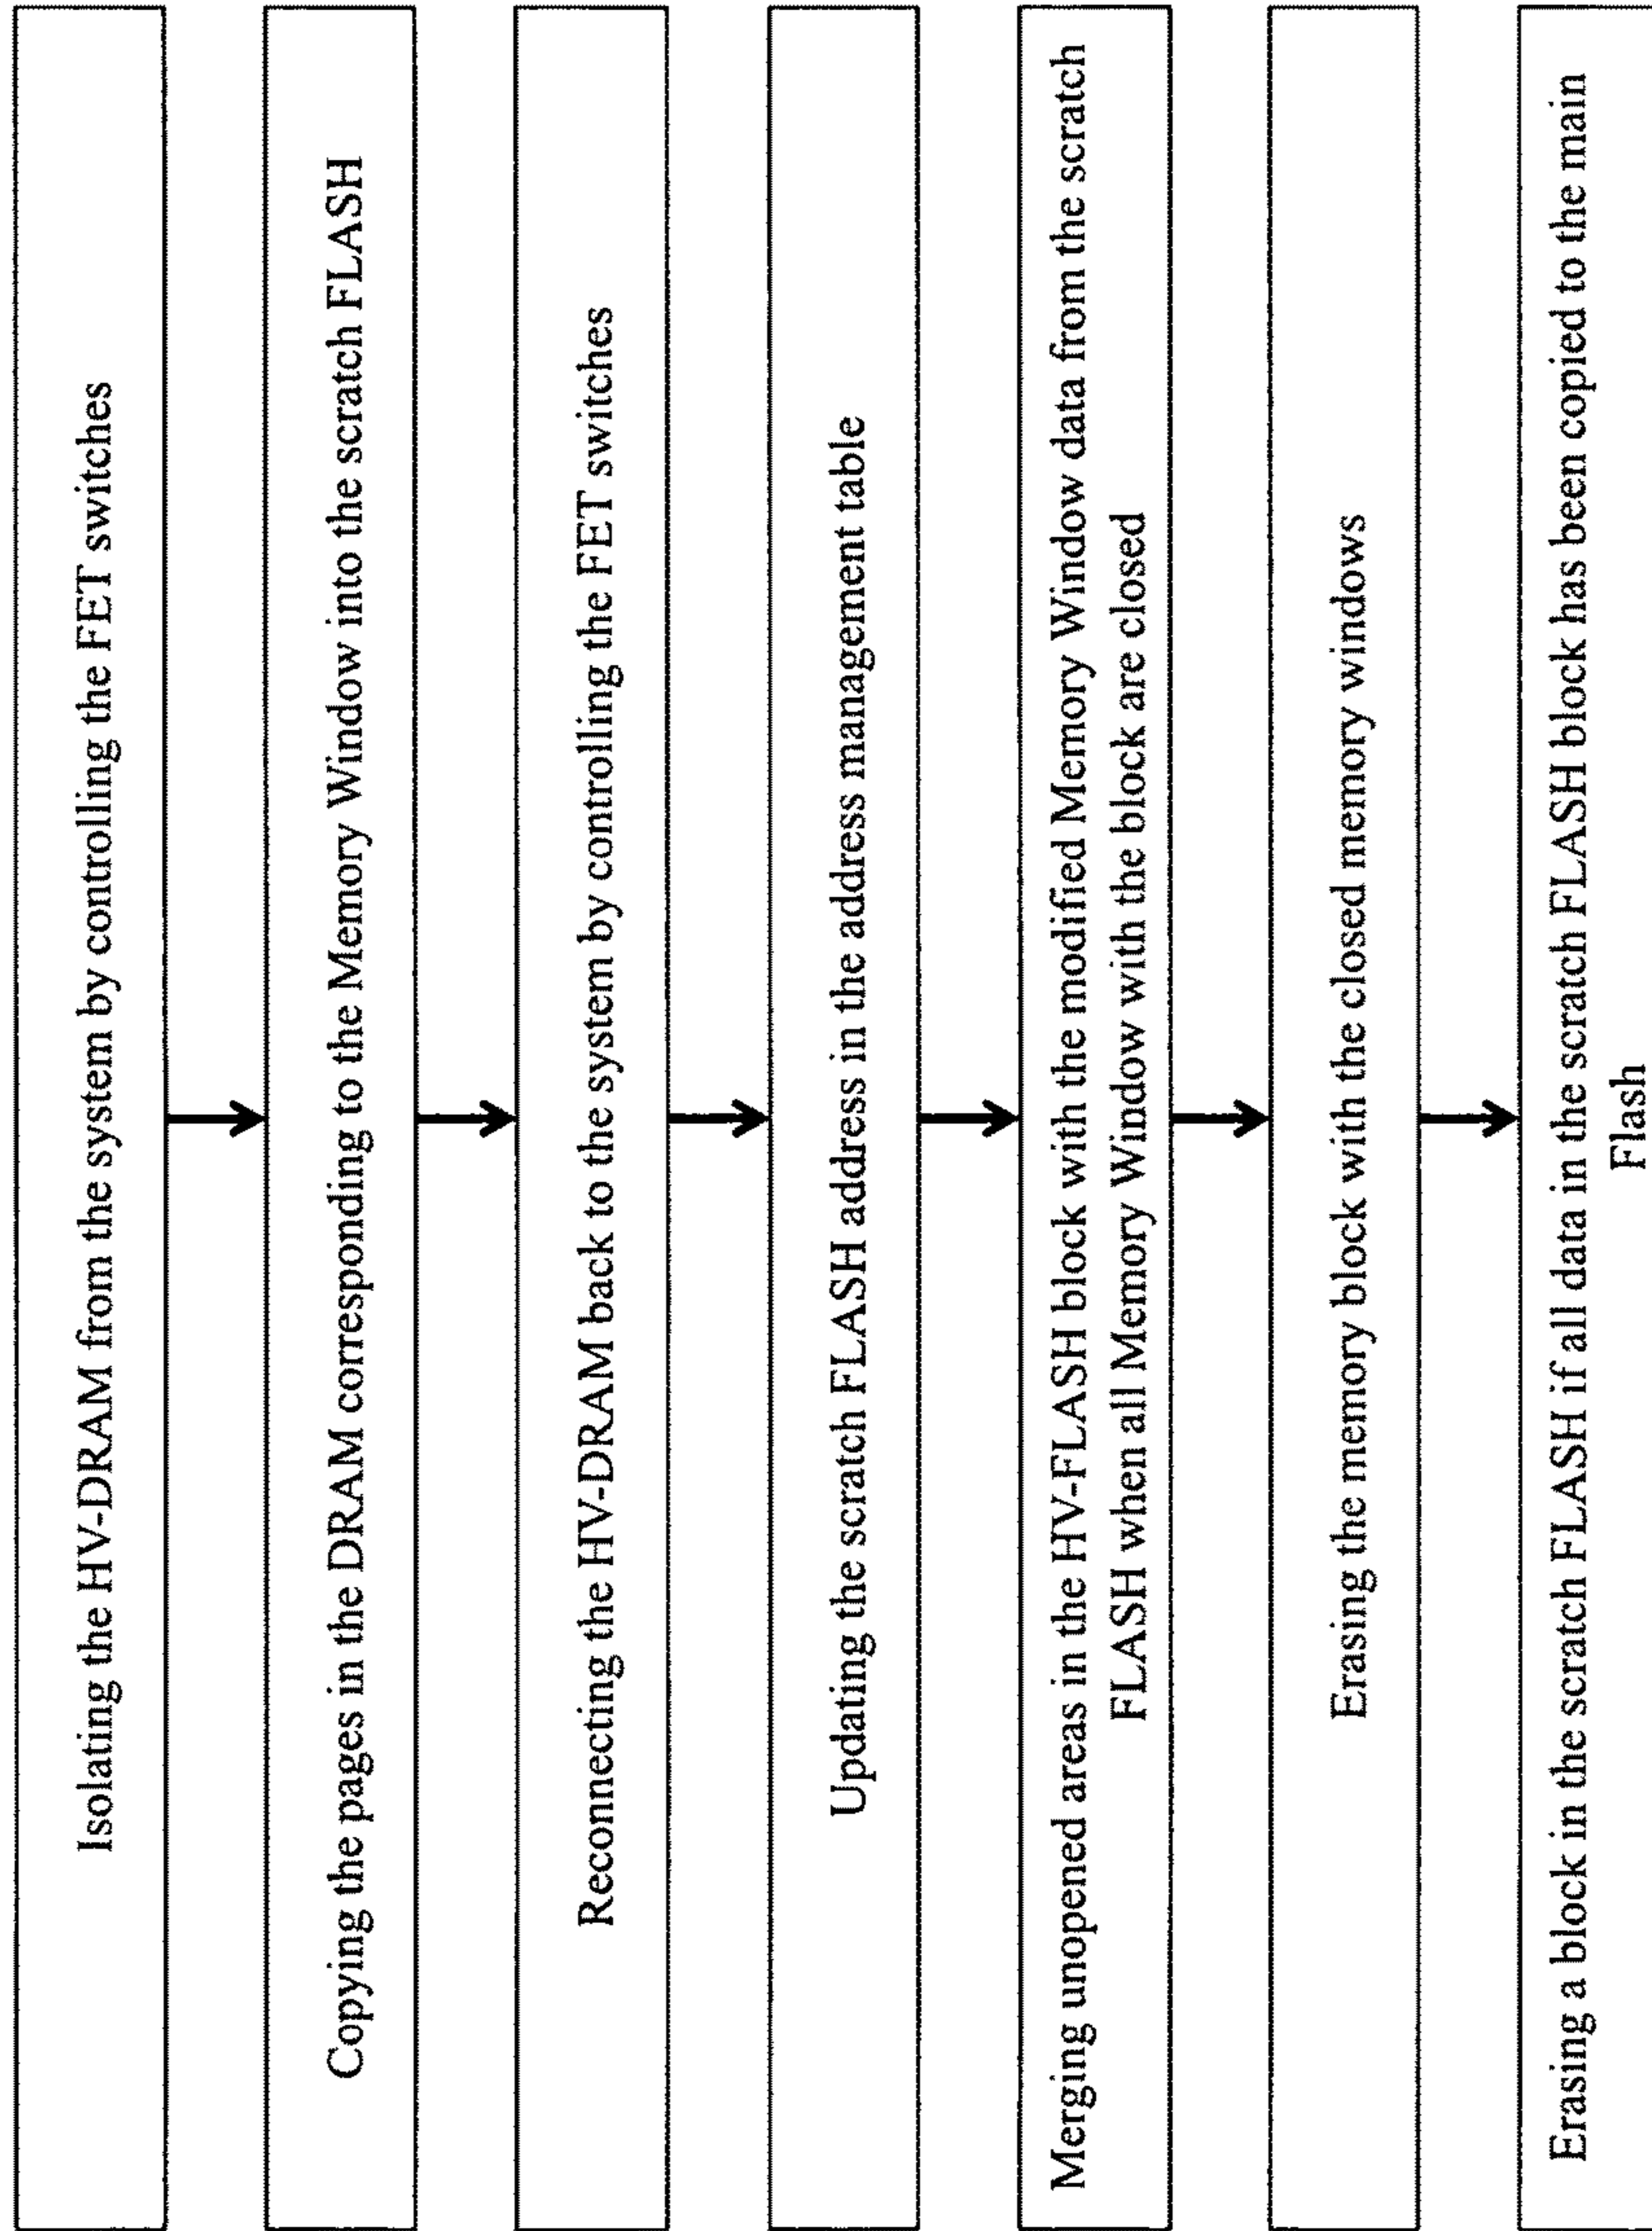 Isolating the HV-DRAM from the system by controlling the FET switches
Copying the pages in the DRAM corresponding to the Memory Window into the scratch FLASH
Reconnecting the HV-DRAM back to the system by controlling the FET switches
Updating the scratch FLASH address in the address management table
Merging unopened areas in the HV-FLASH block with the modified Memory Window data from the scratch
FLASH when all Memory Window with the block are closed
Erasing the memory block with the closed memory windows
Erasing a block in the scratch FLASH if all data in the scratch FLASH block has been copied to the main
Flash